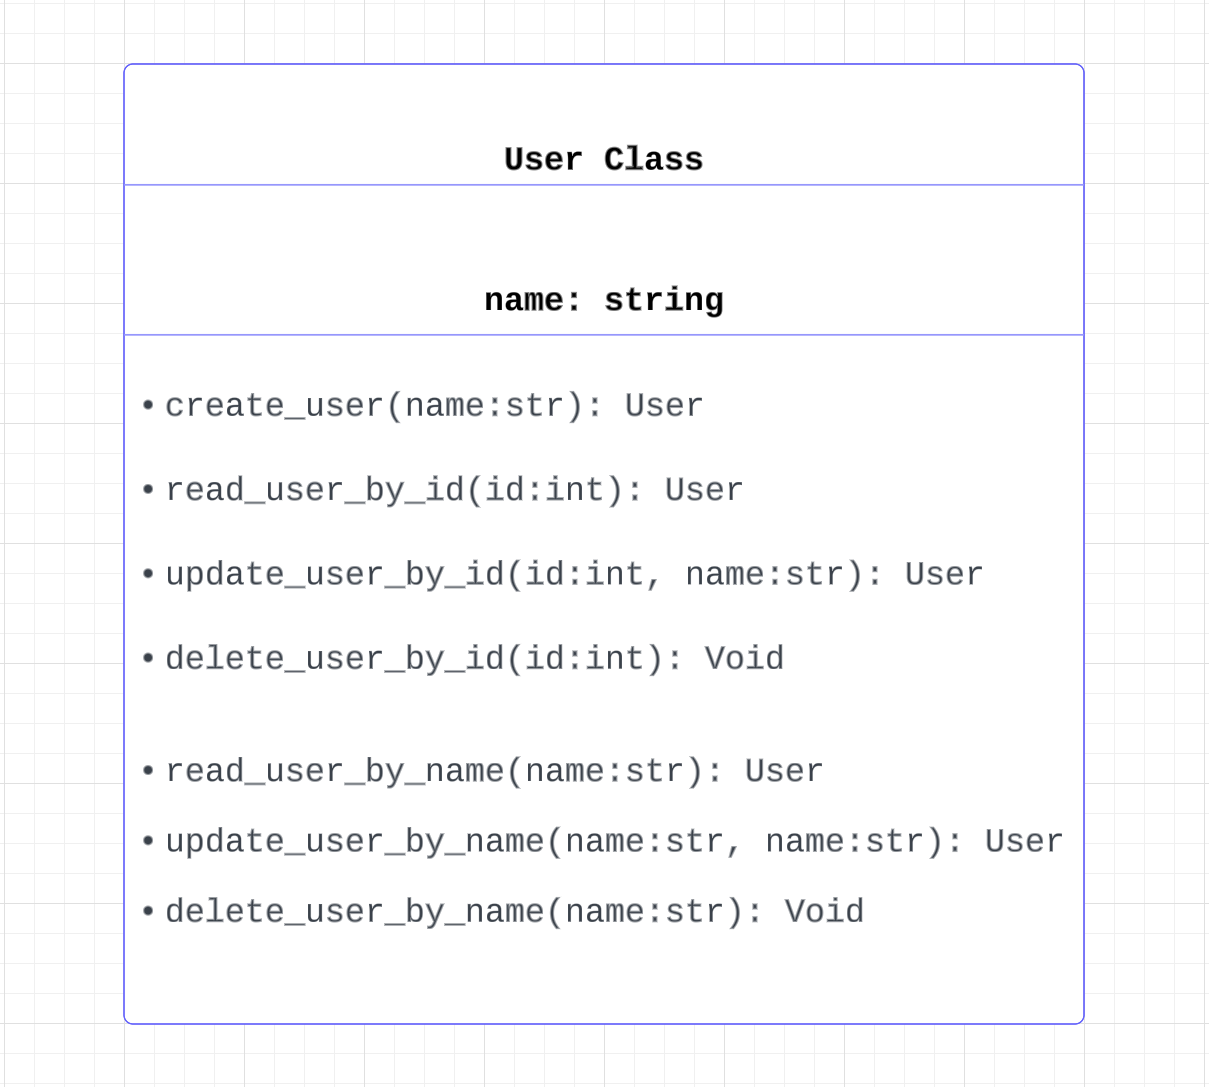 User Class
name: string
• create_user(name:str): User
• read_user_by_id(id:int): User
• update_user_by_id(id:int, name:str): User
• delete_user_by_id(id:int): Void
• read_user_by_name(name:str): User
• update_user_by_name(name:str, name:str): User
• delete_user_by_name(name:str): Void